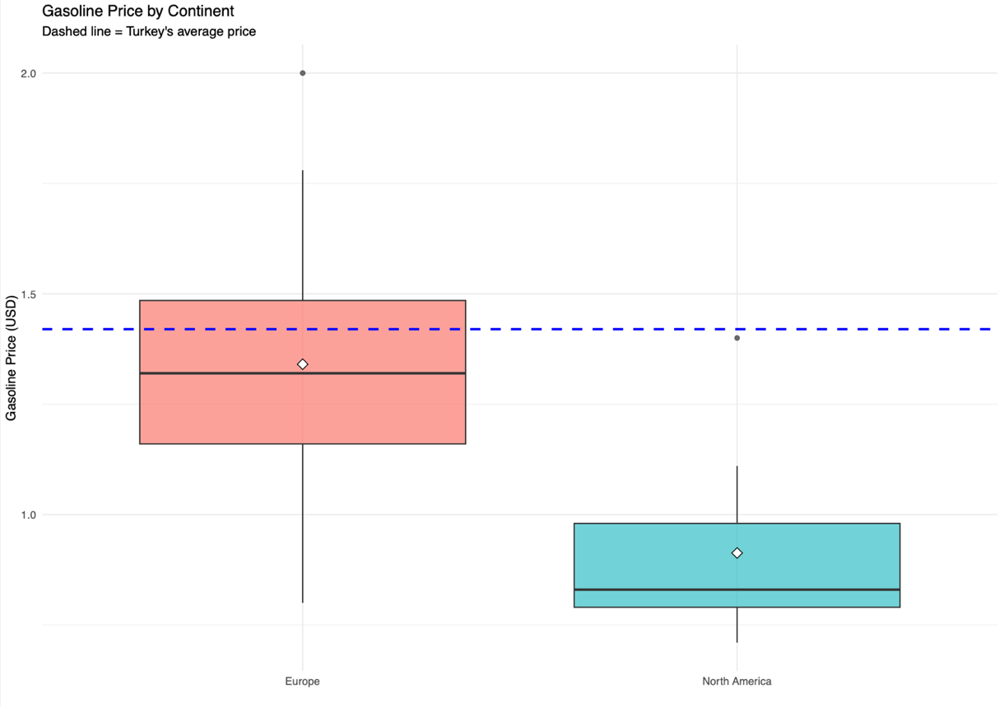 Gasoline Price by Continent
Dashed line = Turkey's average price
2.0
1.5
1.0
Gasoline Price (USD)
Europe
North America